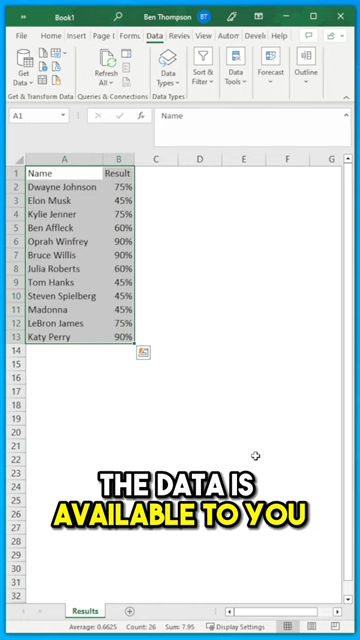 » Book1 Ben Thompson BT
File Home Insert Page l Form Data Reviev View Autom Develo Help
Get Data Refresh All Data Types Sort & Filter Data Tools Forecast Outline
Get & Transform Data Queries & Connections Data Types
A1 Name
A B C D E F G
1 Name Result
2 Dwayne Johnson 75%
3 Elon Musk 45%
4 Kylie Jenner 75%
5 Ben Affleck 60%
6 Oprah Winfrey 90%
7 Bruce Willis 90%
8 Julia Roberts 60%
9 Tom Hanks 45%
10 Steven Spielberg 45%
11 Madonna 45%
12 LeBron James 75%
13 Katy Perry 90%
14
15
16
17
18
19
20
21
22
23
24
25
26
27
28
29
30
31
32
THE DATA IS
AVAILABLE TO YOU
Results
Average: 0.6625 Count: 26 Sum: 7.95 Display Settings